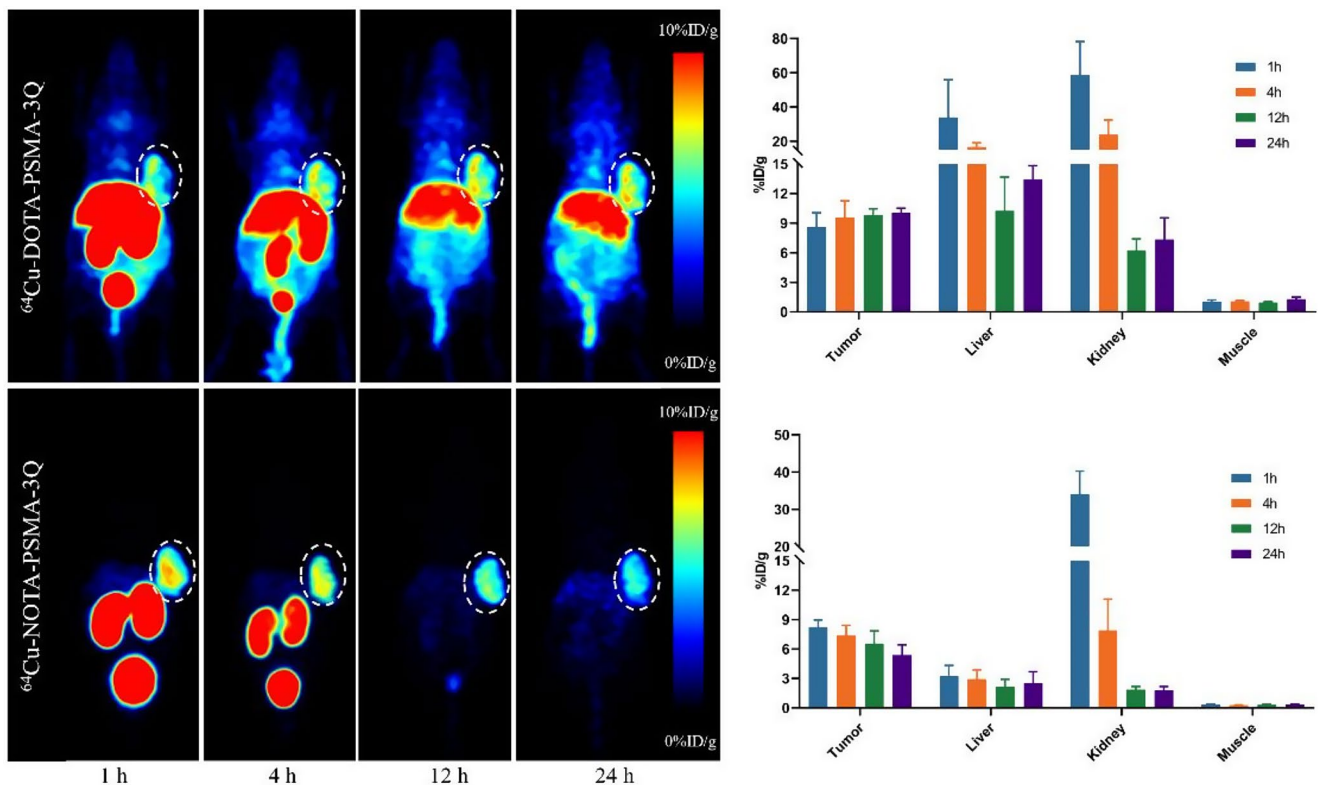 ⁶⁴Cu-DOTA-PSMA-3Q
10%ID/g
0%ID/g
⁶⁴Cu-NOTA-PSMA-3Q
10%ID/g
0%ID/g
1 h 4 h 12 h 24 h
80
60
40
20
15
12
9
6
3
0
%ID/g
1h
4h
12h
24h
Tumor Liver Kidney Muscle
50
40
30
20
15
12
9
6
3
0
%ID/g
1h
4h
12h
24h
Tumor Liver Kidney Muscle